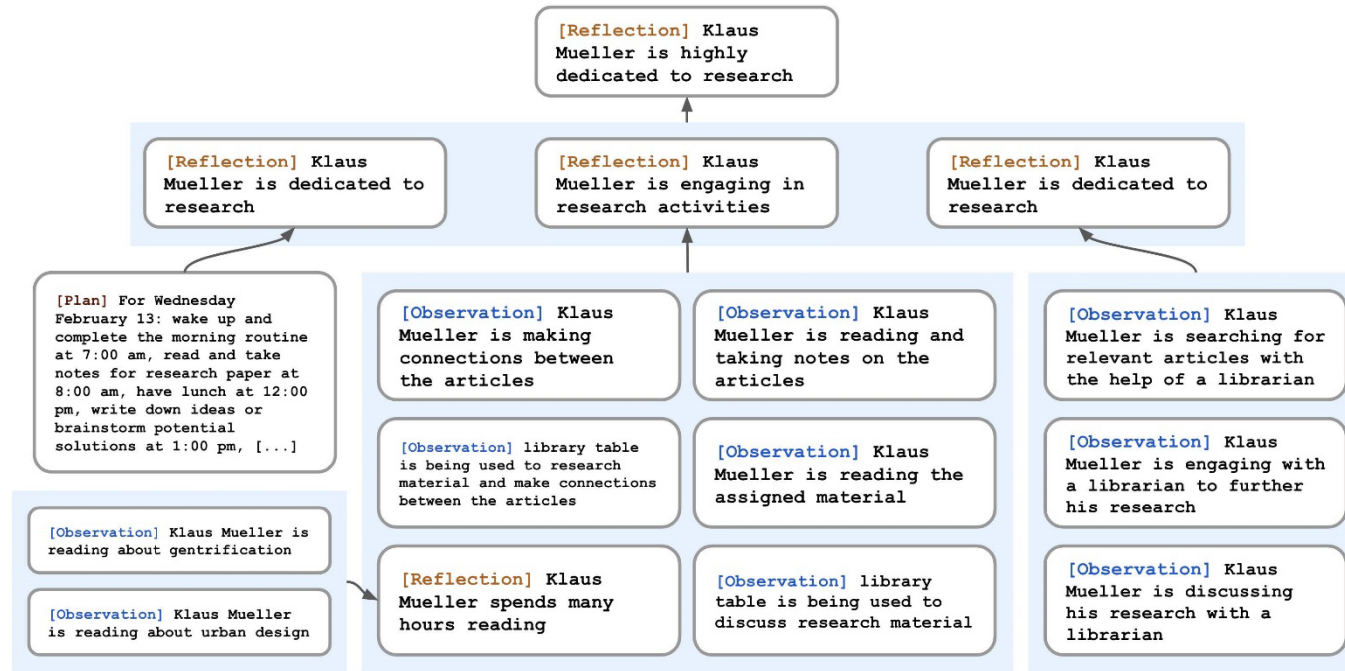 [Reflection] Klaus
Mueller is highly
dedicated to research
[Reflection] Klaus
Mueller is dedicated to
research
[Reflection] Klaus
Mueller is engaging in
research activities
[Reflection] Klaus
Mueller is dedicated to
research
[Plan] For Wednesday
February 13: wake up and
complete the morning routine
at 7:00 am, read and take
notes for research paper at
8:00 am, have lunch at 12:00
pm, write down ideas or
brainstorm potential
solutions at 1:00 pm, [...]
[Observation] Klaus Mueller is
reading about gentrification
[Observation] Klaus Mueller
is reading about urban design
[Observation] Klaus
Mueller is making
connections between
the articles
[Observation] Klaus
Mueller is reading and
taking notes on the
articles
[Observation] library table
is being used to research
material and make connections
between the articles
[Observation] Klaus
Mueller is reading the
assigned material
[Reflection] Klaus
Mueller spends many
hours reading
[Observation] library
table is being used to
discuss research material
[Observation] Klaus
Mueller is searching for
relevant articles with
the help of a librarian
[Observation] Klaus
Mueller is engaging with
a librarian to further
his research
[Observation] Klaus
Mueller is discussing
his research with a
librarian